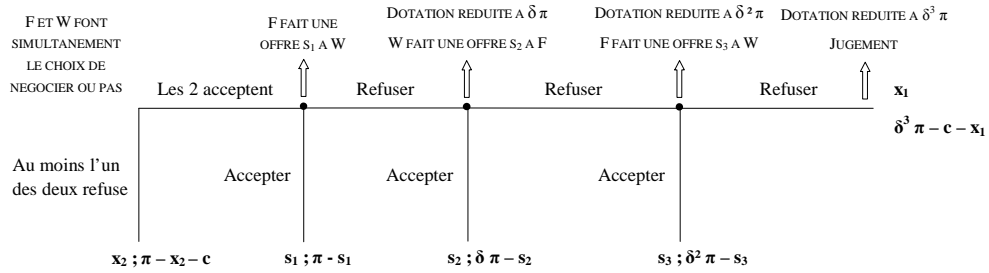 F ET W FONT
SIMULTANEMENT
LE CHOIX DE
NEGOCIER OU PAS
F FAIT UNE
OFFRE S₁ A W
DOTATION REDUITE A δ π
W FAIT UNE OFFRE S₂ A F
DOTATION REDUITE A δ² π
F FAIT UNE OFFRE S₃ A W
DOTATION REDUITE A δ³ π
JUGEMENT
Les 2 acceptent
Refuser
Refuser
Refuser
x₁
δ³ π – c – x₁
Au moins l'un
des deux refuse
Accepter
Accepter
Accepter
x₂ ; π – x₂ – c
s₁ ; π - s₁
s₂ ; δ π – s₂
s₃ ; δ² π – s₃